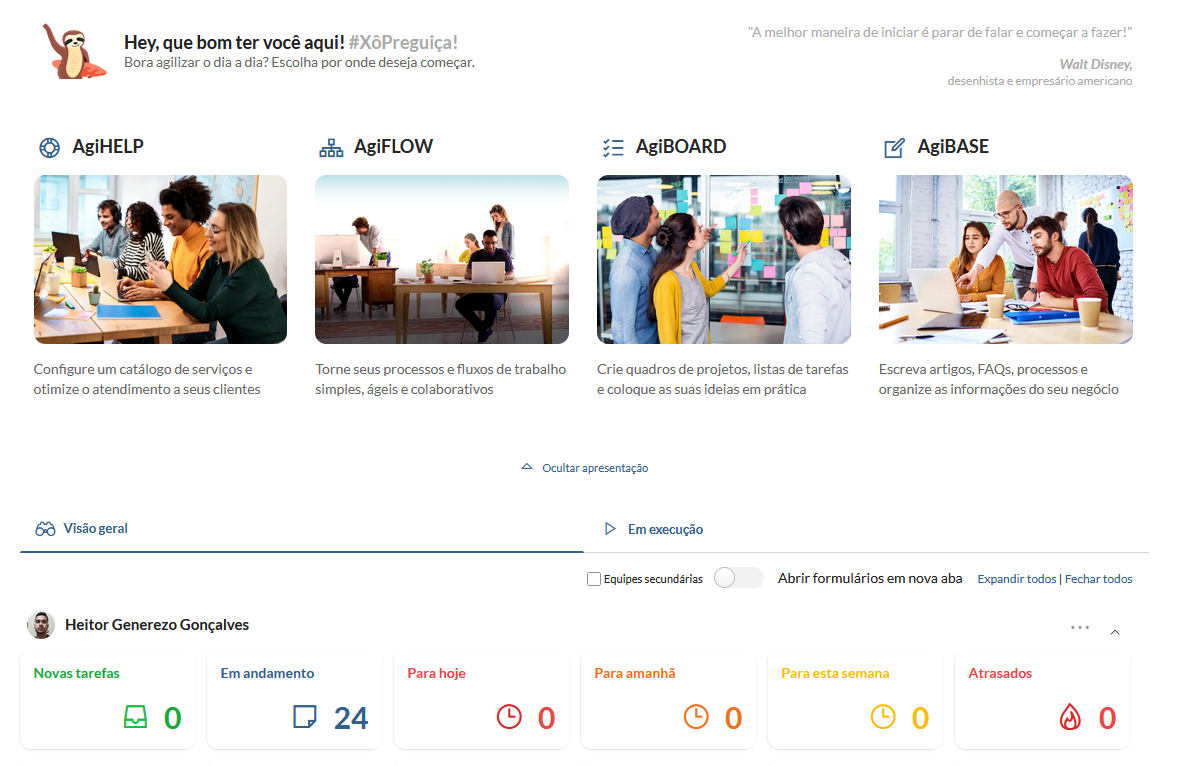 Hey, que bom ter você aqui! #XôPreguiça!
Bora agilizar o dia a dia? Escolha por onde deseja começar.
"A melhor maneira de iniciar é parar de falar e começar a fazer!"
Walt Disney,
desenhista e empresário americano
AgiHELP
Configure um catálogo de serviços e
otimize o atendimento a seus clientes
AgiFLOW
Torne seus processos e fluxos de trabalho
simples, ágeis e colaborativos
AgiBOARD
Crie quadros de projetos, listas de tarefas
e coloque as suas ideias em prática
AgiBASE
Escreva artigos, FAQs, processos e
organize as informações do seu negócio
Ocultar apresentação
Visão geral
Em execução
Equipes secundárias
Abrir formulários em nova aba
Expandir todos | Fechar todos
Heitor Generezo Gonçalves
Novas tarefas
0
Em andamento
24
Para hoje
0
Para amanhã
0
Para esta semana
0
Atrasados
0